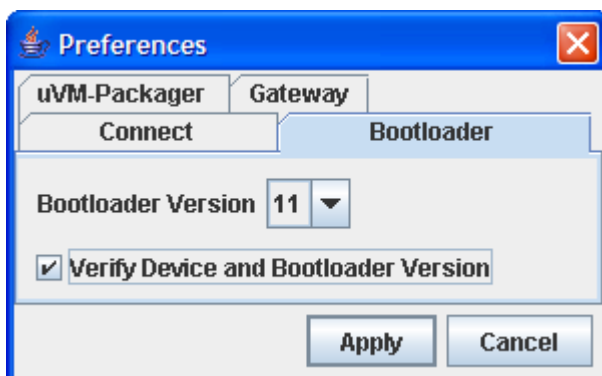 Preferences
uVM-Packager Gateway
Connect Bootloader
Bootloader Version 11
Verify Device and Bootloader Version
Apply Cancel